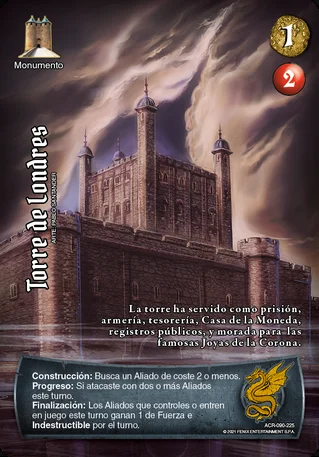 Monumento
1
2
Torre de Londres
ARTE: PABLO SANTANDER
La torre ha servido como prisión,
armería, tesorería, Casa de la Moneda,
registros públicos, y morada para las
famosas Joyas de la Corona.
Construcción: Busca un Aliado de coste 2 o menos.
Progreso: Si atacaste con dos o más Aliados
este turno.
Finalización: Los Aliados que controles o entren
en juego este turno ganan 1 de Fuerza e
Indestructible por el turno.
ACR-090-225
© 2021 FENIX ENTERTAINMENT S.P.A.